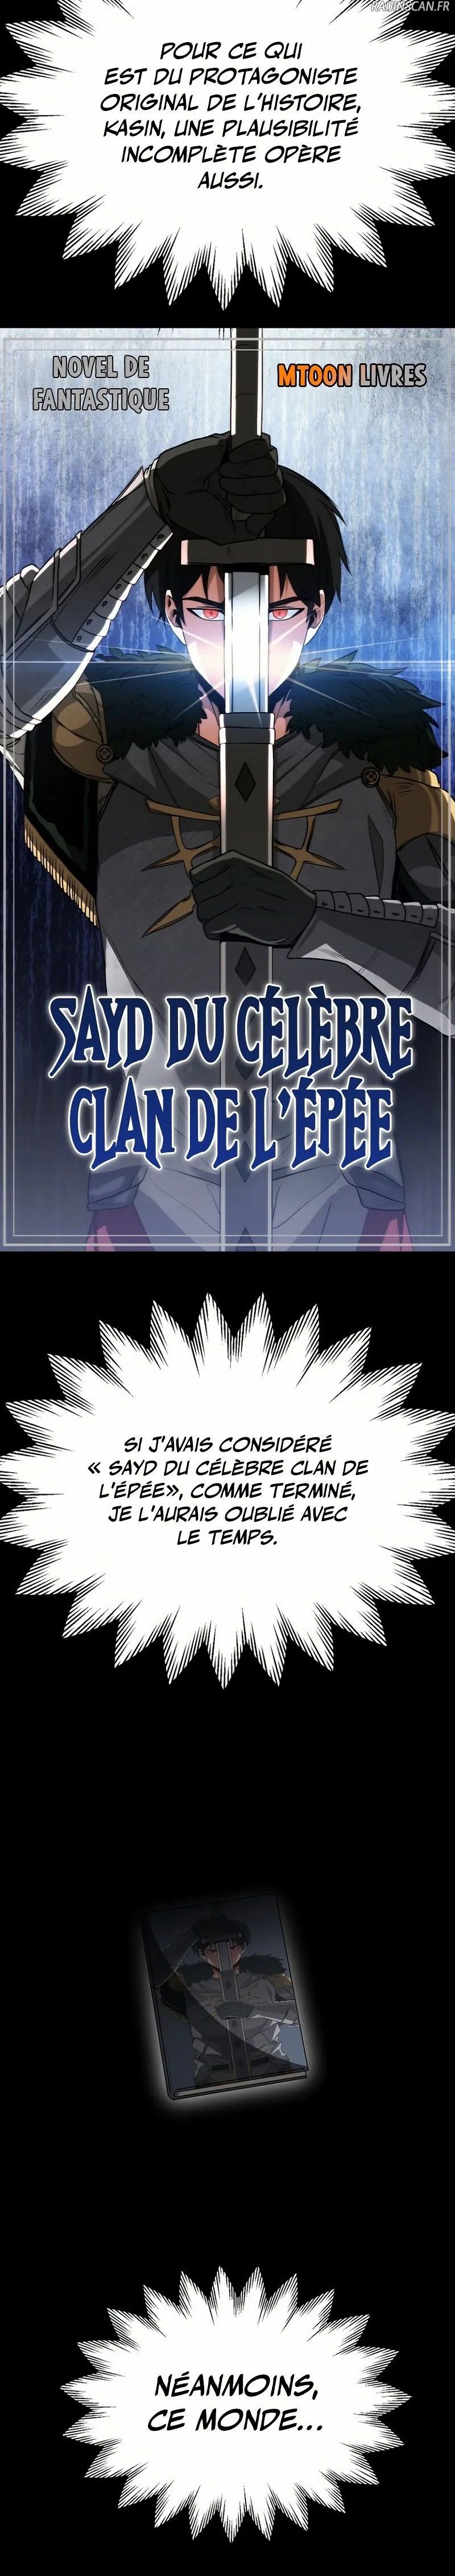 RAIJINSCAN.FR
POUR CE QUI
EST DU PROTAGONISTE
ORIGINAL DE L'HISTOIRE,
KASIN, UNE PLAUSIBILITÉ
INCOMPLÈTE OPÈRE
AUSSI.
NOVEL DE
FANTASTIQUE
MTOON LIVRES
SAYD DU CÉLÈBRE
CLAN DE L'ÉPÉE
SI J'AVAIS CONSIDÉRÉ
« SAYD DU CÉLÈBRE CLAN DE
L'ÉPÉE», COMME TERMINÉ,
JE L'AURAIS OUBLIÉ AVEC
LE TEMPS.
NÉANMOINS,
CE MONDE...